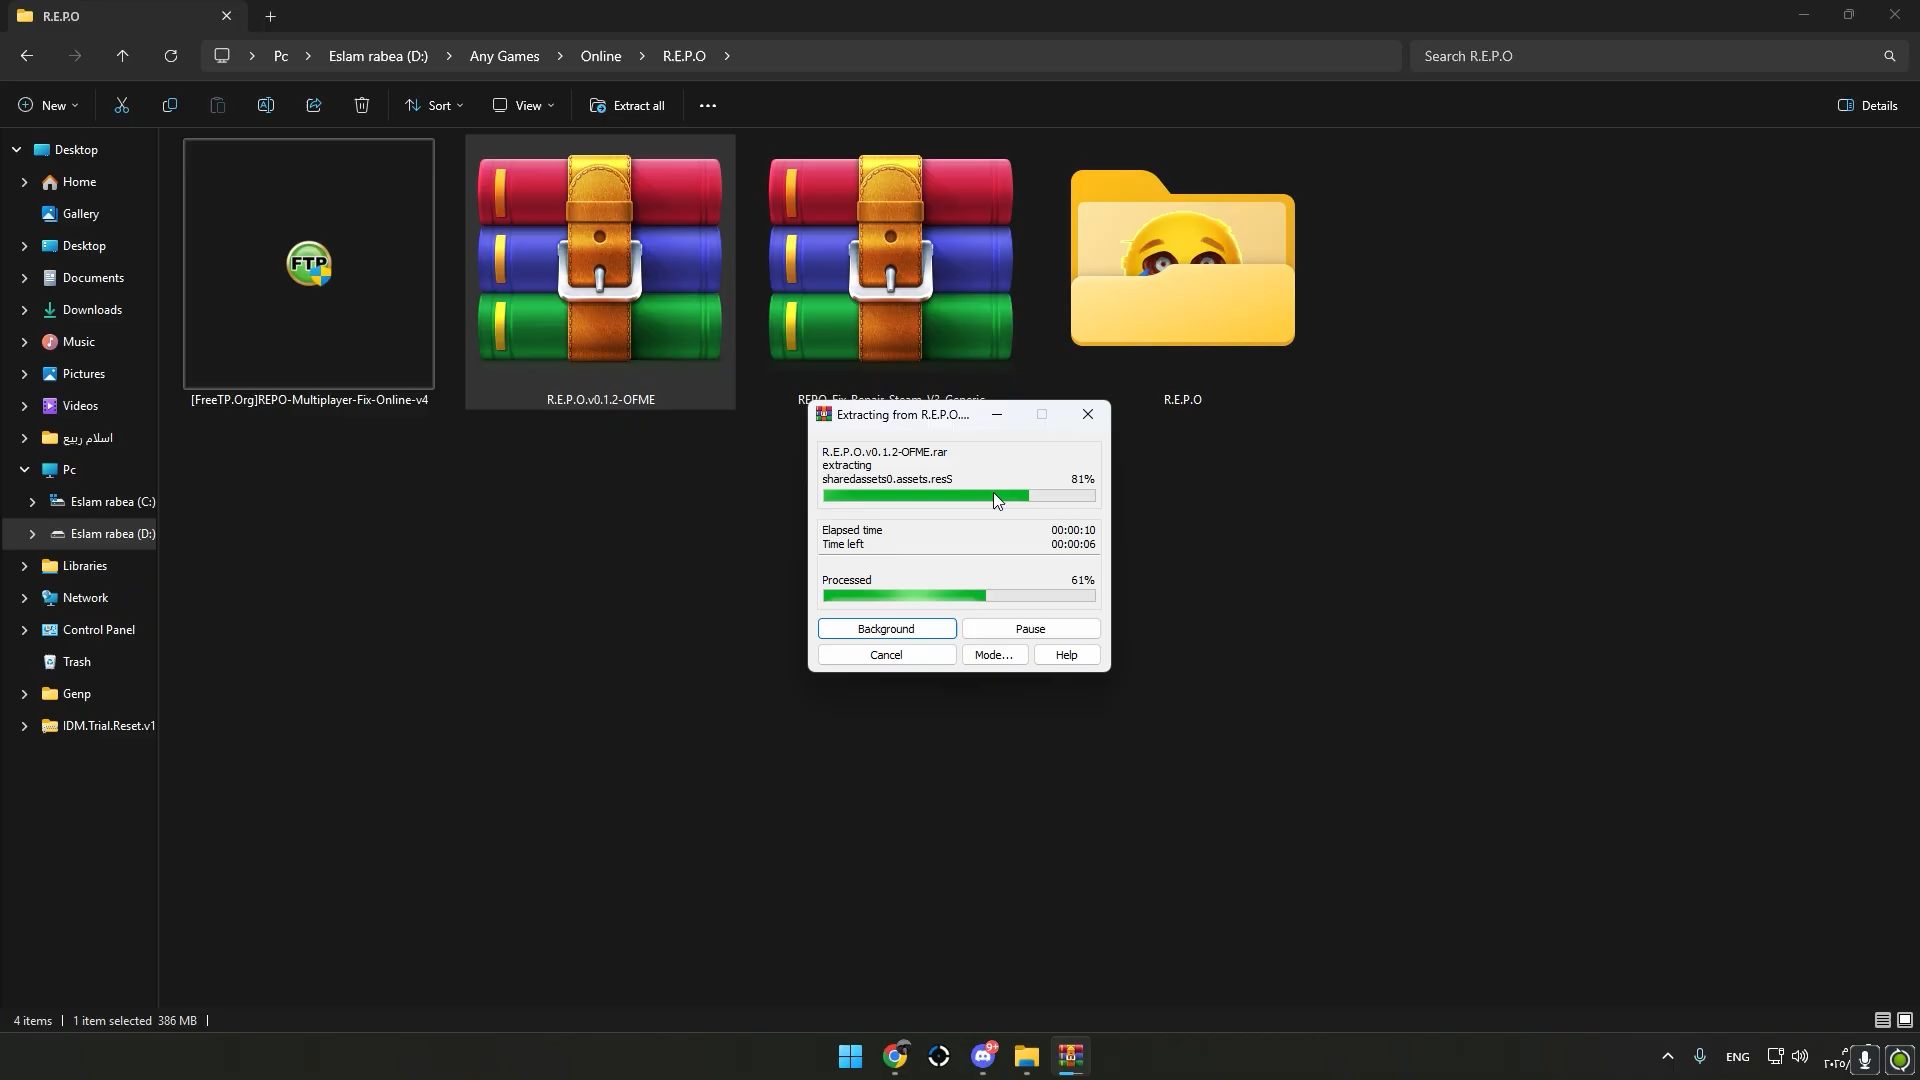 R.E.P.O
Pc
Eslam rabea (D:)
Any Games
Online
R.E.P.O
Search R.E.P.O
New
Sort
View
Extract all
Details
Desktop
Home
Gallery
Desktop
Documents
Downloads
Music
Pictures
Videos
اسلام ربيع
Pc
Eslam rabea (C:)
Eslam rabea (D:)
Libraries
Network
Control Panel
Trash
Genp
IDM.Trial.Reset.v1
FTP
[FreeTP.Org]REPO-Multiplayer-Fix-Online-v4
R.E.P.O.v0.1.2-OFME
REPO_Fix_Repair_Steam_V2_Generic
R.E.P.O
Extracting from R.E.P.O....
R.E.P.O.v0.1.2-OFME.rar
extracting
sharedassets0.assets.resS 81%
Elapsed time 00:00:10
Time left 00:00:06
Processed 61%
Background
Pause
Cancel
Mode...
Help
4 items
1 item selected 386 MB
9+
ENG